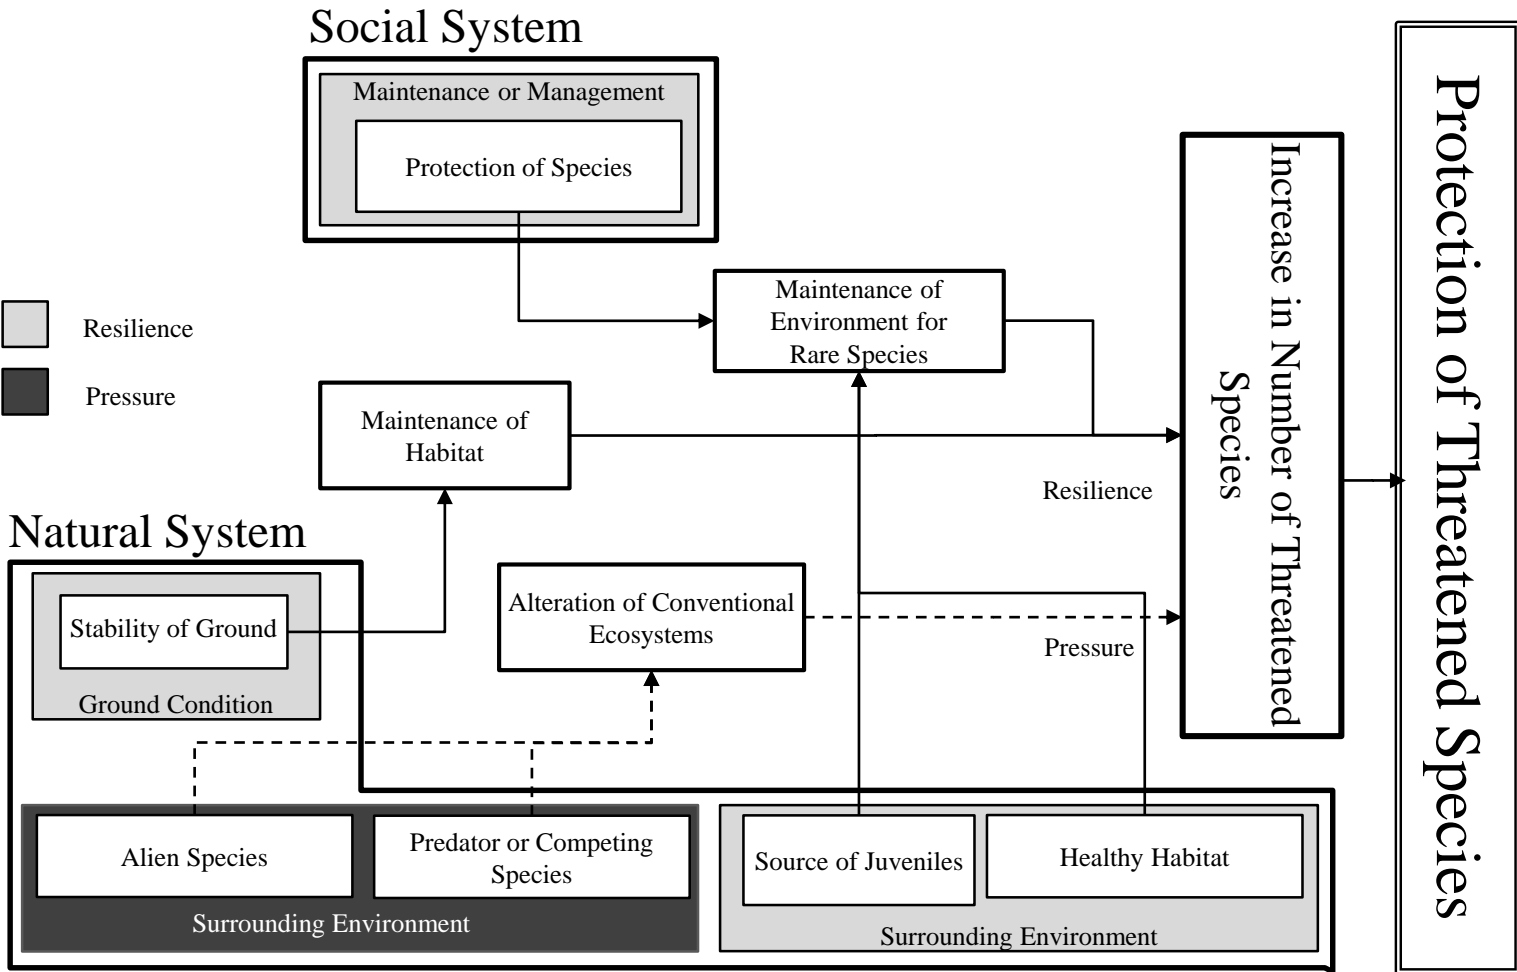 Social System
Maintenance or Management
Protection of Species
Maintenance of
Environment for
Rare Species
Resilience
Pressure
Maintenance of
Habitat
Resilience
Natural System
Stability of Ground
Ground Condition
Alteration of Conventional
Ecosystems
Pressure
Alien Species
Predator or Competing
Species
Surrounding Environment
Source of Juveniles
Healthy Habitat
Surrounding Environment
Increase in Number of Threatened
Species
Protection of Threatened Species